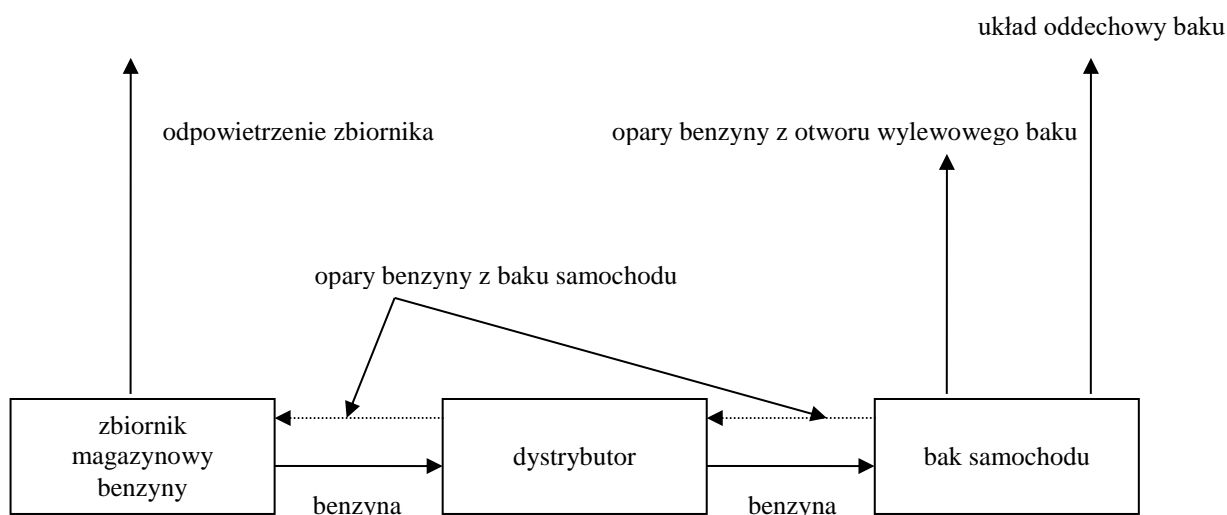 układ oddechowy baku
odpowietrzenie zbiornika
opary benzyny z otworu wylewowego baku
opary benzyny z baku samochodu
zbiornik
magazynowy
benzyny
dystrybutor
bak samochodu
benzyna
benzyna